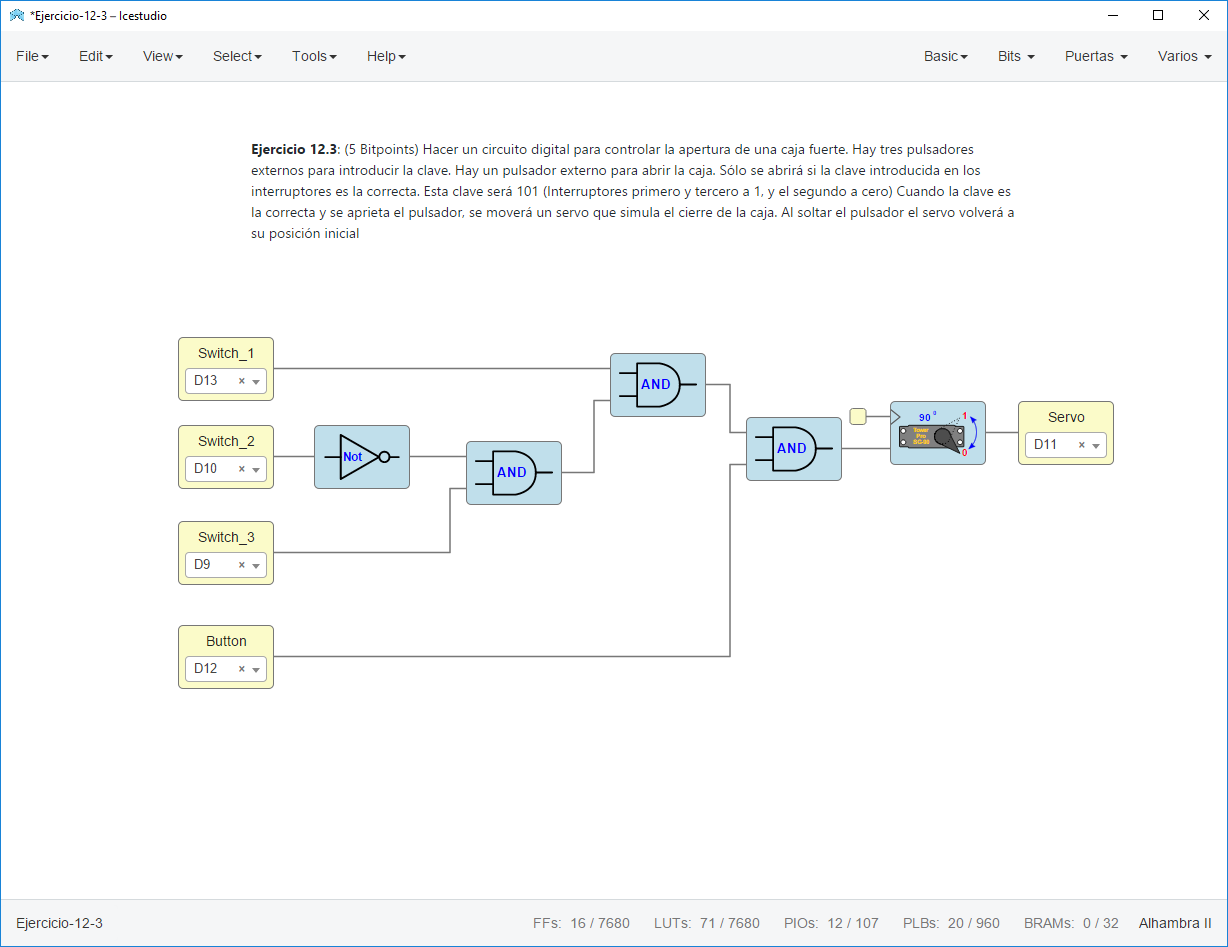 *Ejercicio-12-3 – Icestudio
File Edit View Select Tools Help Basic Bits Puertas Varios
Ejercicio 12.3: (5 Bitpoints) Hacer un circuito digital para controlar la apertura de una caja fuerte. Hay tres pulsadores
externos para introducir la clave. Hay un pulsador externo para abrir la caja. Sólo se abrirá si la clave introducida en los
interruptores es la correcta. Esta clave será 101 (Interruptores primero y tercero a 1, y el segundo a cero) Cuando la clave es
la correcta y se aprieta el pulsador, se moverá un servo que simula el cierre de la caja. Al soltar el pulsador el servo volverá a
su posición inicial
Switch_1
D13 ×
AND
Switch_2
D10 ×
Not
AND
AND
90°
1
Tower
Pro
0
Servo
D11 ×
Switch_3
D9 ×
Button
D12 ×
Ejercicio-12-3 FFs: 16 / 7680 LUTs: 71 / 7680 PIOs: 12 / 107 PLBs: 20 / 960 BRAMs: 0 / 32 Alhambra II